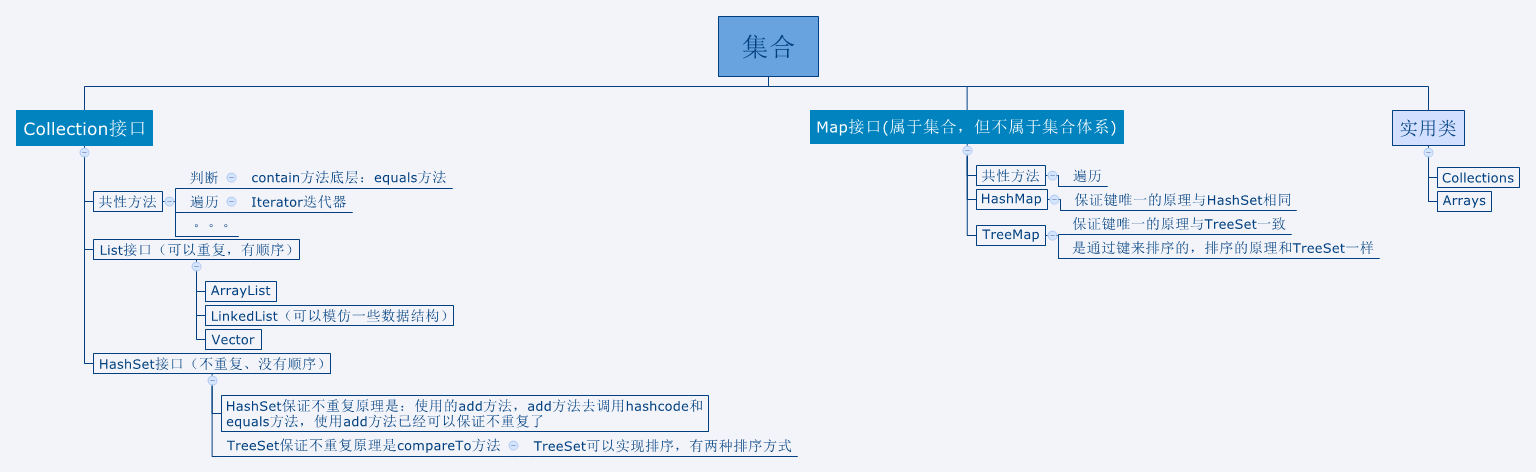 集合
Collection接口
共性方法
判断
contain方法底层：equals方法
遍历
Iterator迭代器
。。。
List接口（可以重复，有顺序）
ArrayList
LinkedList（可以模仿一些数据结构）
Vector
HashSet接口（不重复、没有顺序）
HashSet保证不重复原理是：使用的add方法，add方法去调用hashcode和
equals方法，使用add方法已经可以保证不重复了
TreeSet保证不重复原理是compareTo方法
TreeSet可以实现排序，有两种排序方式
Map接口(属于集合，但不属于集合体系)
共性方法
遍历
HashMap
保证键唯一的原理与HashSet相同
TreeMap
保证键唯一的原理与TreeSet一致
是通过键来排序的，排序的原理和TreeSet一样
实用类
Collections
Arrays